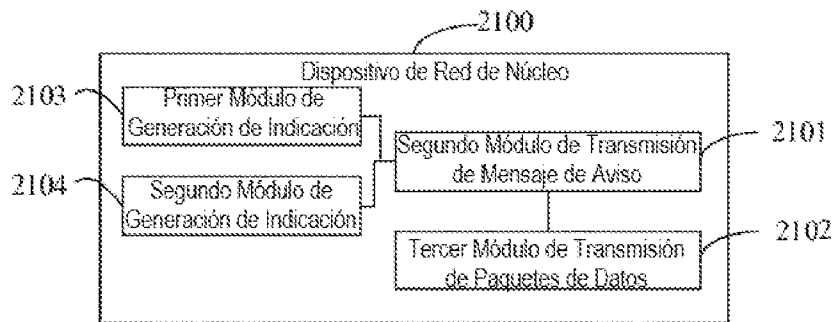 2100
Dispositivo de Red de Núcleo
2103
Primer Módulo de
Generación de Indicación
2104
Segundo Módulo de
Generación de Indicación
Segundo Módulo de Transmisión
de Mensaje de Aviso
2101
Tercer Módulo de Transmisión
de Paquetes de Datos
2102